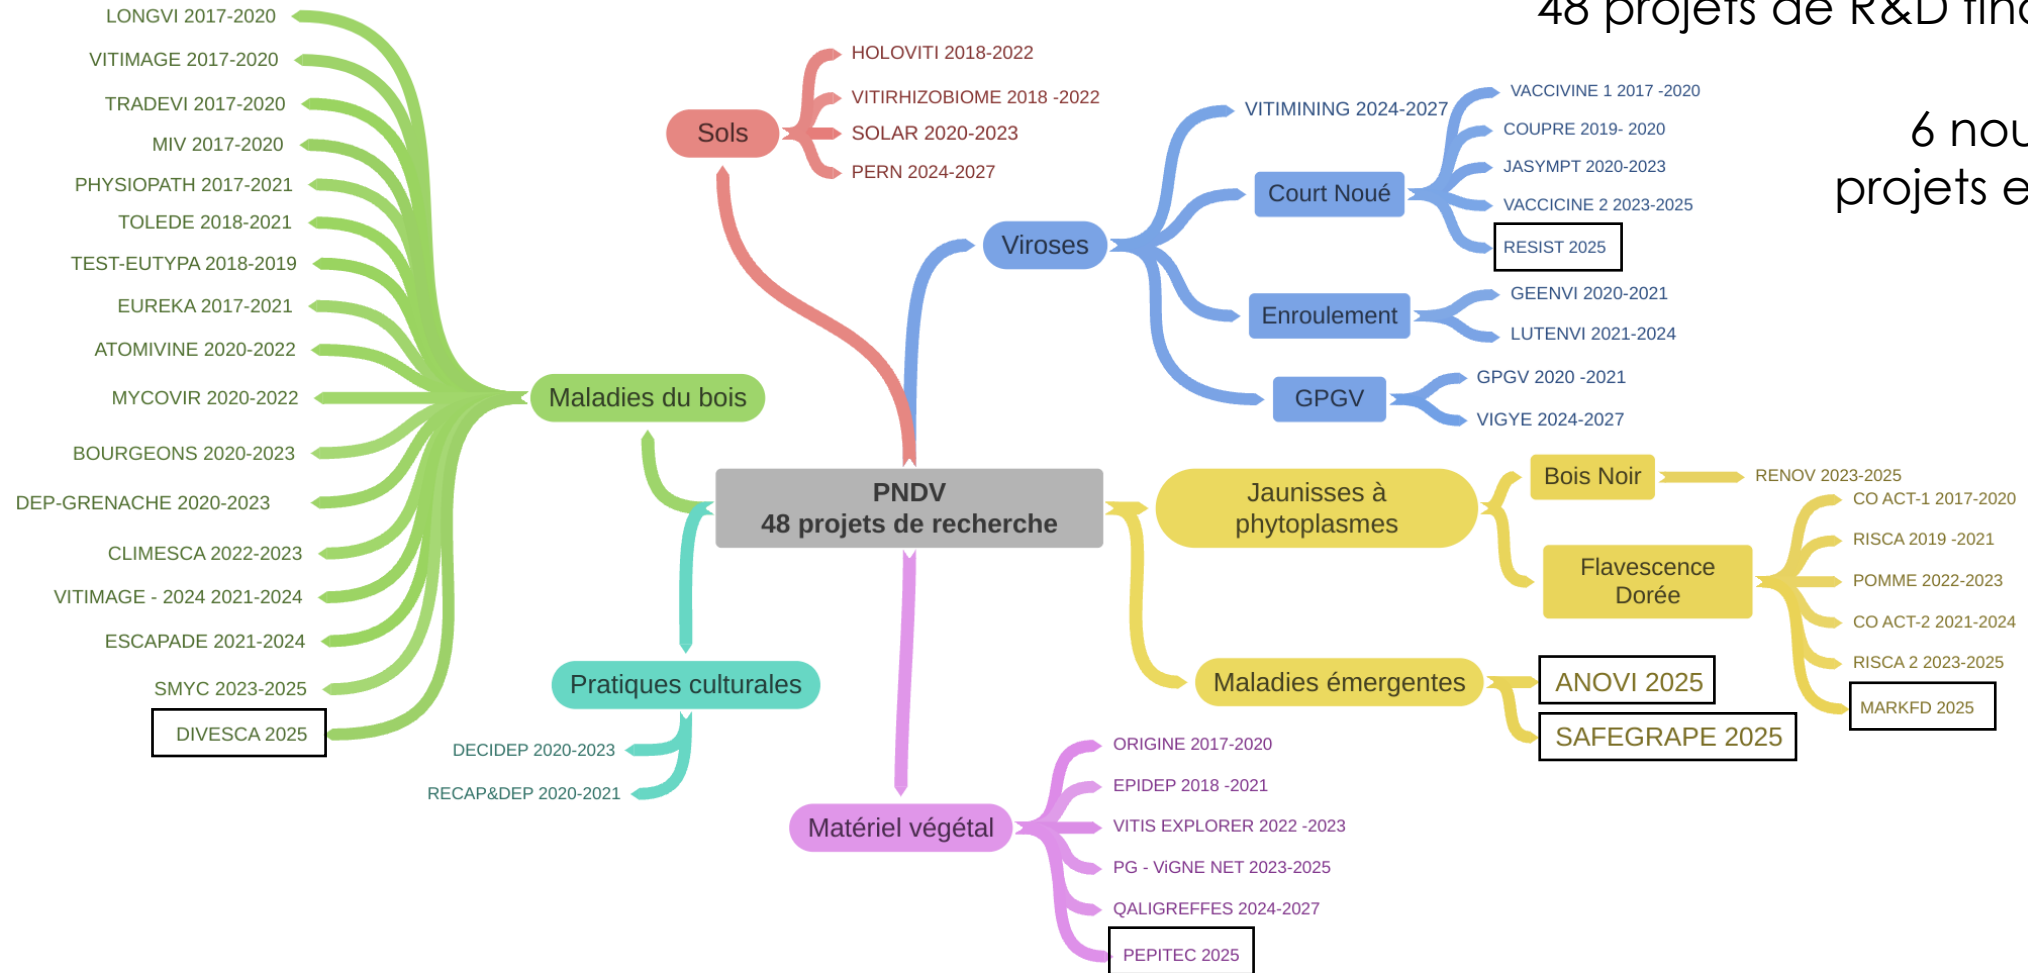 48 projets de R&D
6
projets
LONGVI 2017-2020
VITIMAGE 2017-2020
TRADEVI 2017-2020
MIV 2017-2020
PHYSIOPATH 2017-2021
TOLEDE 2018-2021
TEST-EUTYPA 2018-2019
EUREKA 2017-2021
ATOMIVINE 2020-2022
MYCOVIR 2020-2022
BOURGEONS 2020-2023
DEP-GRENACHE 2020-2023
CLIMESCA 2022-2023
VITIMAGE - 2024 2021-2024
ESCAPADE 2021-2024
SMYC 2023-2025
DIVESCA 2025
Maladies du bois
Sols
HOLOVITI 2018-2022
VITIRHIZOBIOME 2018 -2022
SOLAR 2020-2023
PERN 2024-2027
Viroses
VITIMINING 2024-2027
Court Noué
VACCIVINE 1 2017 -2020
COUPRE 2019- 2020
JASYMPT 2020-2023
VACCICINE 2 2023-2025
RESIST 2025
Enroulement
GEENVI 2020-2021
LUTENVI 2021-2024
GPGV
GPGV 2020 -2021
VIGYE 2024-2027
PNDV
48 projets de recherche
Jaunisses à
phytoplasmes
Bois Noir
RENOV 2023-2025
Flavescence
Dorée
CO ACT-1 2017-2020
RISCA 2019 -2021
POMME 2022-2023
CO ACT-2 2021-2024
RISCA 2 2023-2025
MARKFD 2025
Maladies émergentes
ANOVI 2025
SAFEGRAPE 2025
Pratiques culturales
DECIDEP 2020-2023
RECAP&DEP 2020-2021
Matériel végétal
ORIGINE 2017-2020
EPIDEP 2018 -2021
VITIS EXPLORER 2022 -2023
PG - ViGNE NET 2023-2025
QALIGREFFES 2024-2027
PEPITEC 2025